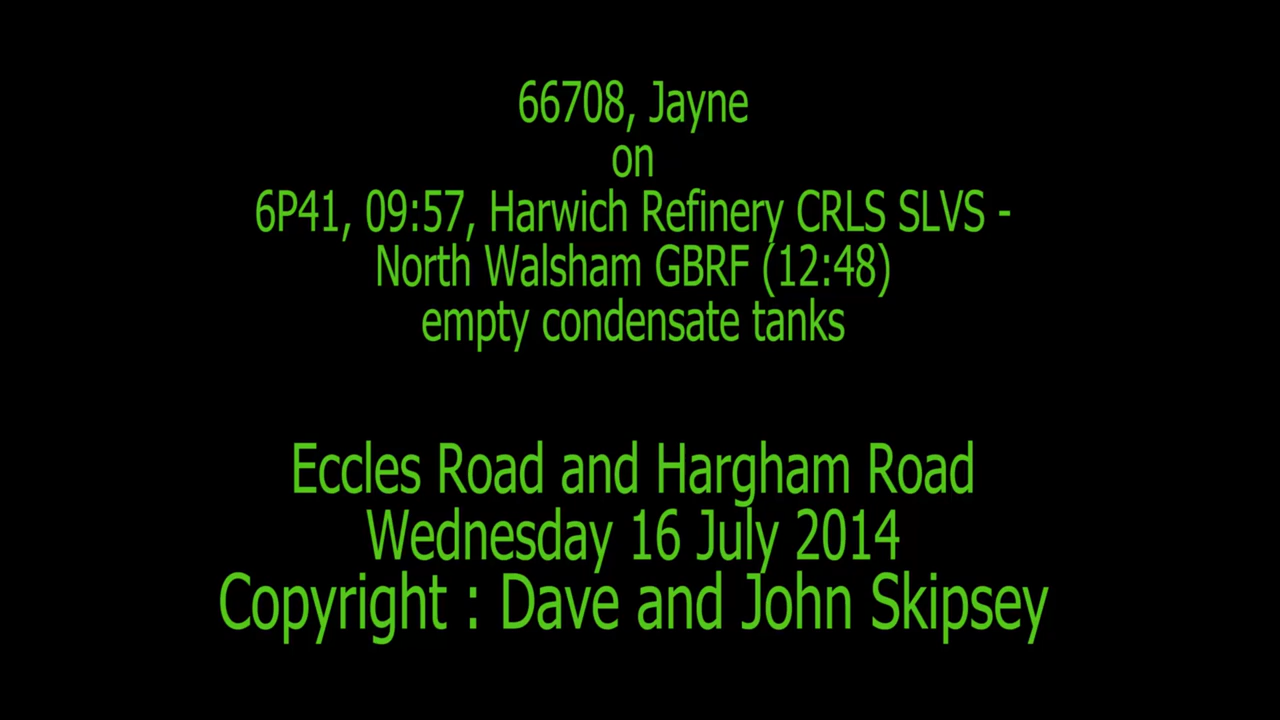 66708, Jayne
on
6P41, 09:57, Harwich Refinery CRLS SLVS -
North Walsham GBRF (12:48)
empty condensate tanks
Eccles Road and Hargham Road
Wednesday 16 July 2014
Copyright : Dave and John Skipsey